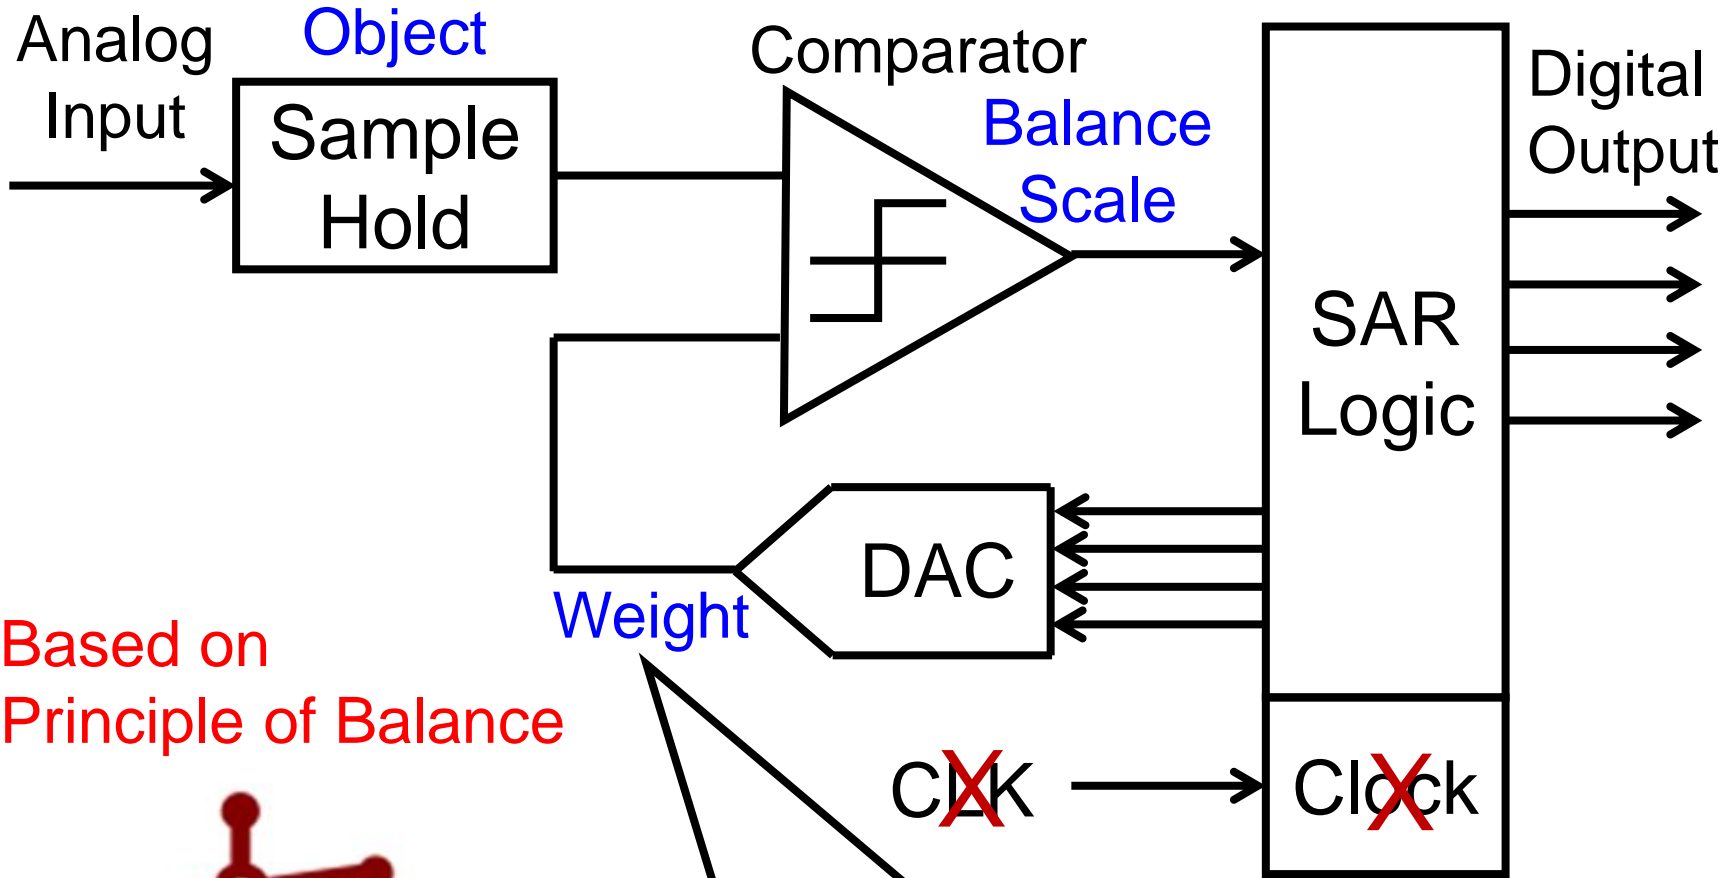 Analog
Input
Object
Sample
Hold
Comparator
Balance
Scale
SAR
Logic
Digital
Output
DAC
Weight
Based on
Principle of Balance
CLK
X
Clock
X